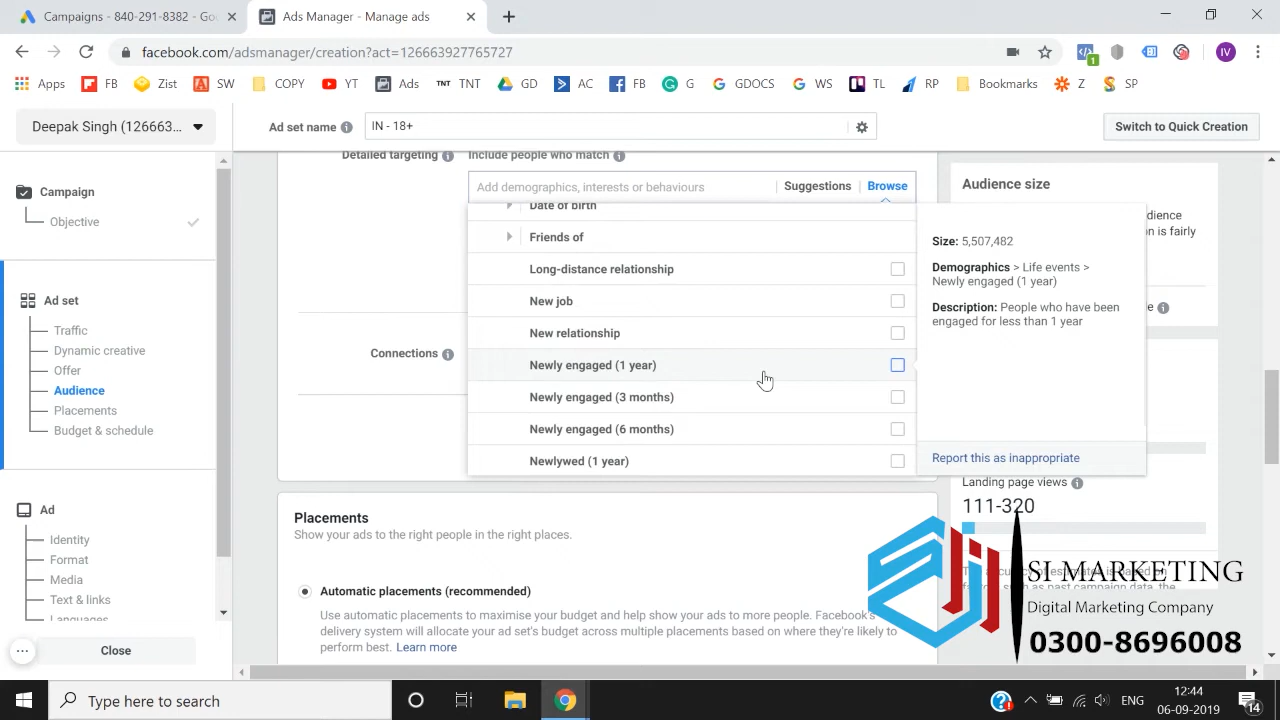 Campaigns - 840-291-8382 - Go
Ads Manager - Manage ads
facebook.com/adsmanager/creation?act=126663927765727
Apps
FB
Zist
SW
COPY
YT
Ads
TNT TNT
GD
AC
FB
G
GDOCS
WS
TL
RP
Bookmarks
Z
SP
IV
1
Deepak Singh (126663...
Ad set name
IN - 18+
Switch to Quick Creation
Campaign
Objective
Ad set
Traffic
Dynamic creative
Offer
Audience
Placements
Budget & schedule
Ad
Identity
Format
Media
Text & links
Languages
Close
Detailed targeting
Include people who match
Add demographics, interests or behaviours
Suggestions
Browse
Date of birth
Friends of
Long-distance relationship
New job
New relationship
Newly engaged (1 year)
Newly engaged (3 months)
Newly engaged (6 months)
Newlywed (1 year)
Connections
Size: 5,507,482
Demographics > Life events >
Newly engaged (1 year)
Description: People who have been
engaged for less than 1 year
Report this as inappropriate
Audience size
n is fairly
Landing page views
111-320
Placements
Show your ads to the right people in the right places.
Automatic placements (recommended)
Use automatic placements to maximise your budget and help show your ads to more people. Facebook's
delivery system will allocate your ad set's budget across multiple placements based on where they're likely to
perform best. Learn more
SI MARKETING
Digital Marketing Company
0300-8696008
Type here to search
ENG
12:44
06-09-2019
14